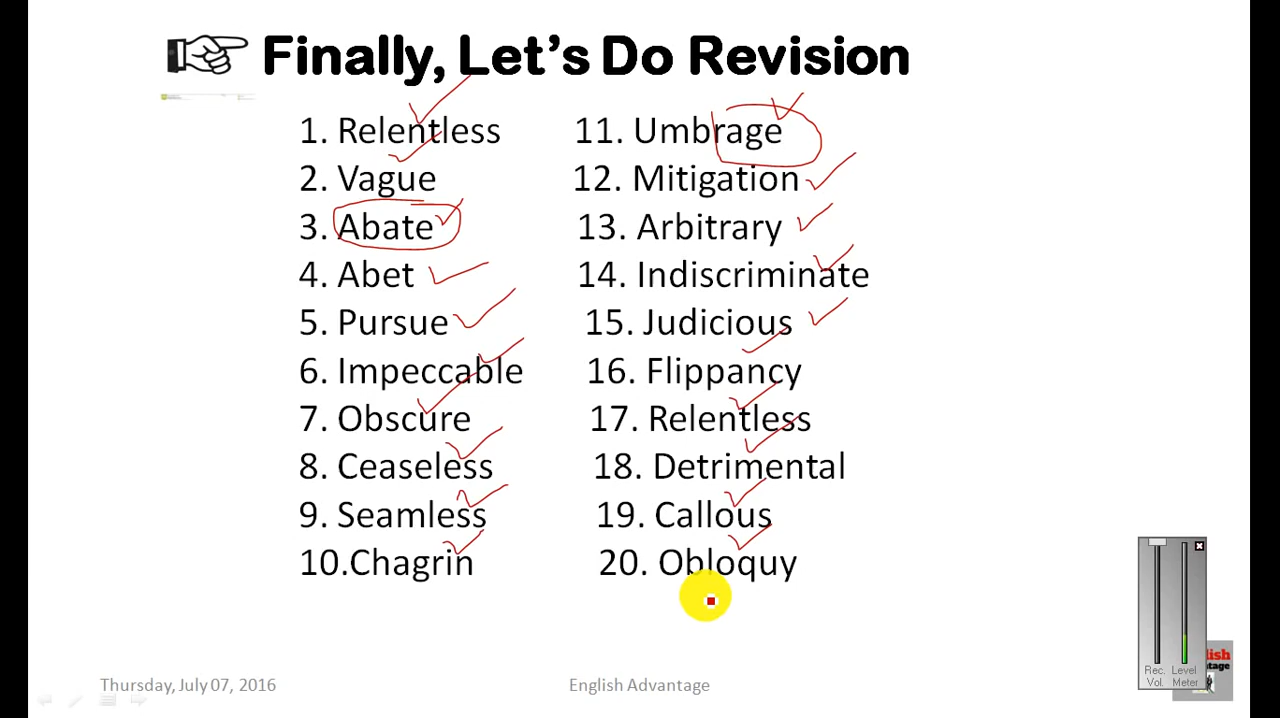 Finally, Let's Do Revision
1. Relentless
2. Vague
3. Abate
4. Abet
5. Pursue
6. Impeccable
7. Obscure
8. Ceaseless
9. Seamless
10.Chagrin
11. Umbrage
12. Mitigation
13. Arbitrary
14. Indiscriminate
15. Judicious
16. Flippancy
17. Relentless
18. Detrimental
19. Callous
20. Obloquy
Thursday, July 07, 2016
English Advantage
Rec. Level
Vol. Meter